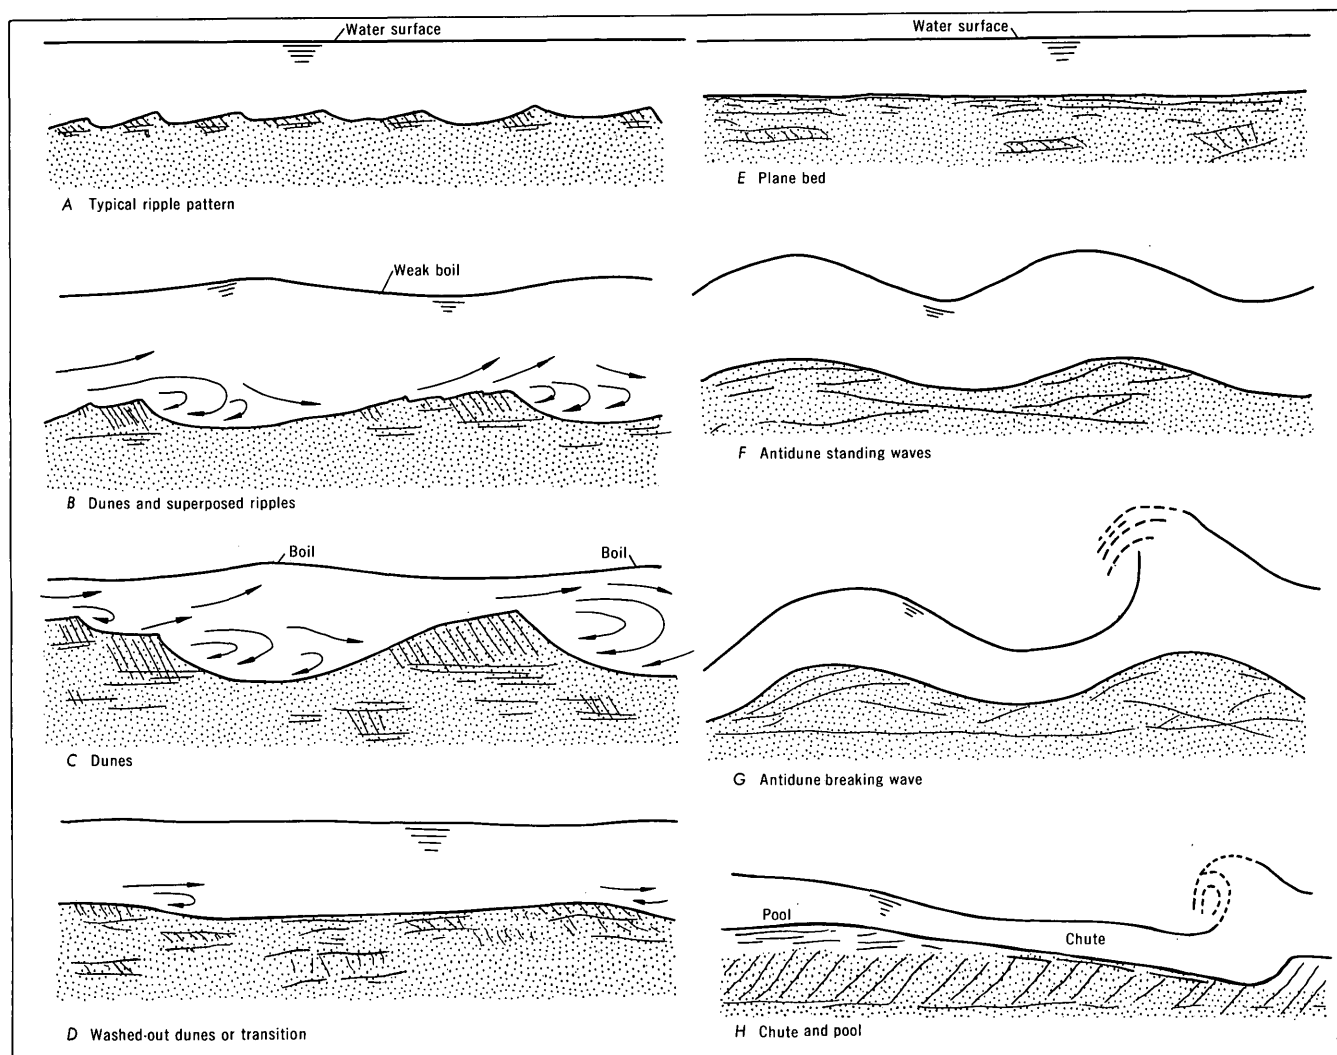 Water surface
A Typical ripple pattern
Weak boil
B Dunes and superposed ripples
Boil
Boil
C Dunes
D Washed-out dunes or transition
Water surface
E Plane bed
F Antidune standing waves
G Antidune breaking wave
Pool
Chute
H Chute and pool